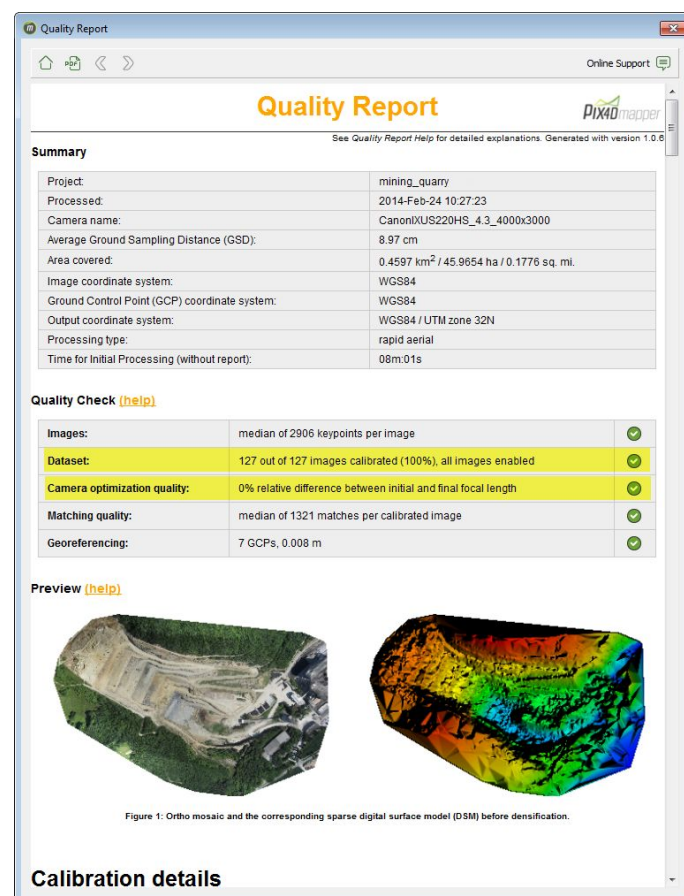 Quality Report
PDF
Online Support
Quality Report
PIX4Dmapper
See Quality Report Help for detailed explanations. Generated with version 1.0.6
Summary
Project: mining_quarry
Processed: 2014-Feb-24 10:27:23
Camera name: CanonIXUS220HS_4.3_4000x3000
Average Ground Sampling Distance (GSD): 8.97 cm
Area covered: 0.4597 km2 / 45.9654 ha / 0.1776 sq. mi.
Image coordinate system: WGS84
Ground Control Point (GCP) coordinate system: WGS84
Output coordinate system: WGS84 / UTM zone 32N
Processing type: rapid aerial
Time for Initial Processing (without report): 08m:01s
Quality Check (help)
Images: median of 2906 keypoints per image
Dataset: 127 out of 127 images calibrated (100%), all images enabled
Camera optimization quality: 0% relative difference between initial and final focal length
Matching quality: median of 1321 matches per calibrated image
Georeferencing: 7 GCPs, 0.008 m
Preview (help)
Figure 1: Ortho mosaic and the corresponding sparse digital surface model (DSM) before densification.
Calibration details